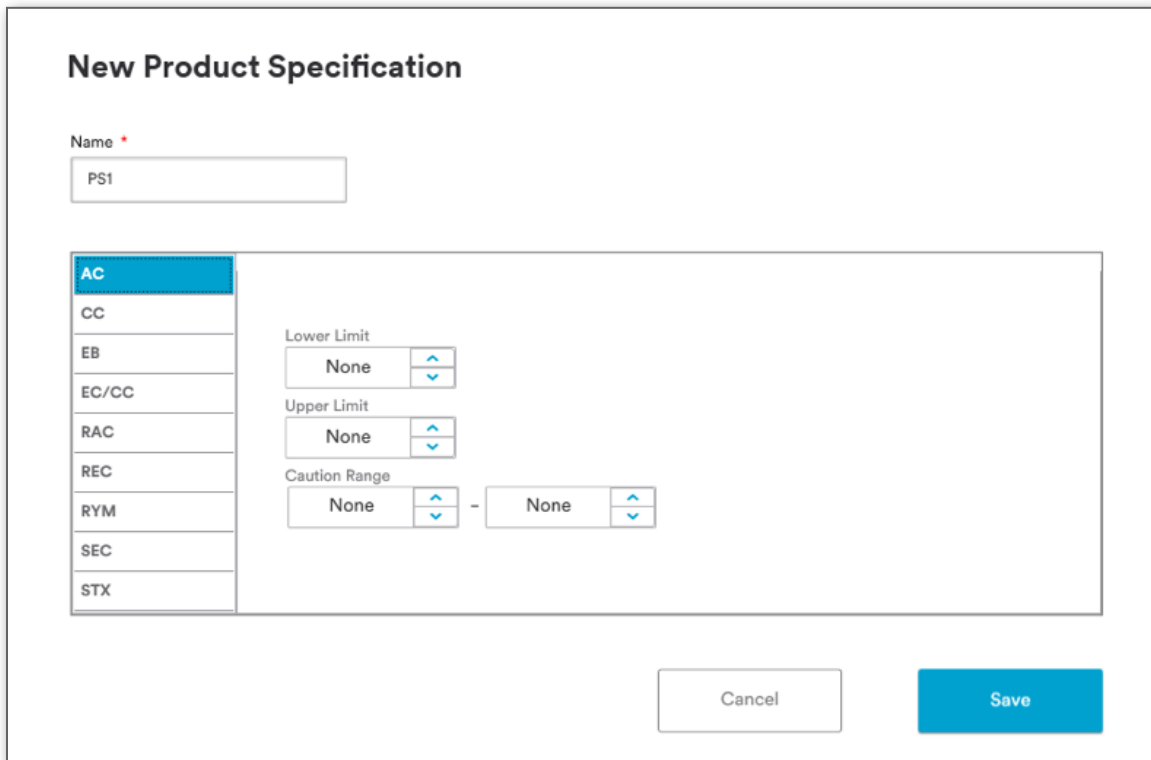 New Product Specification
Name *
PS1
AC
CC
EB
EC/CC
RAC
REC
RYM
SEC
STX
Lower Limit
None
Upper Limit
None
Caution Range
None - None
Cancel Save